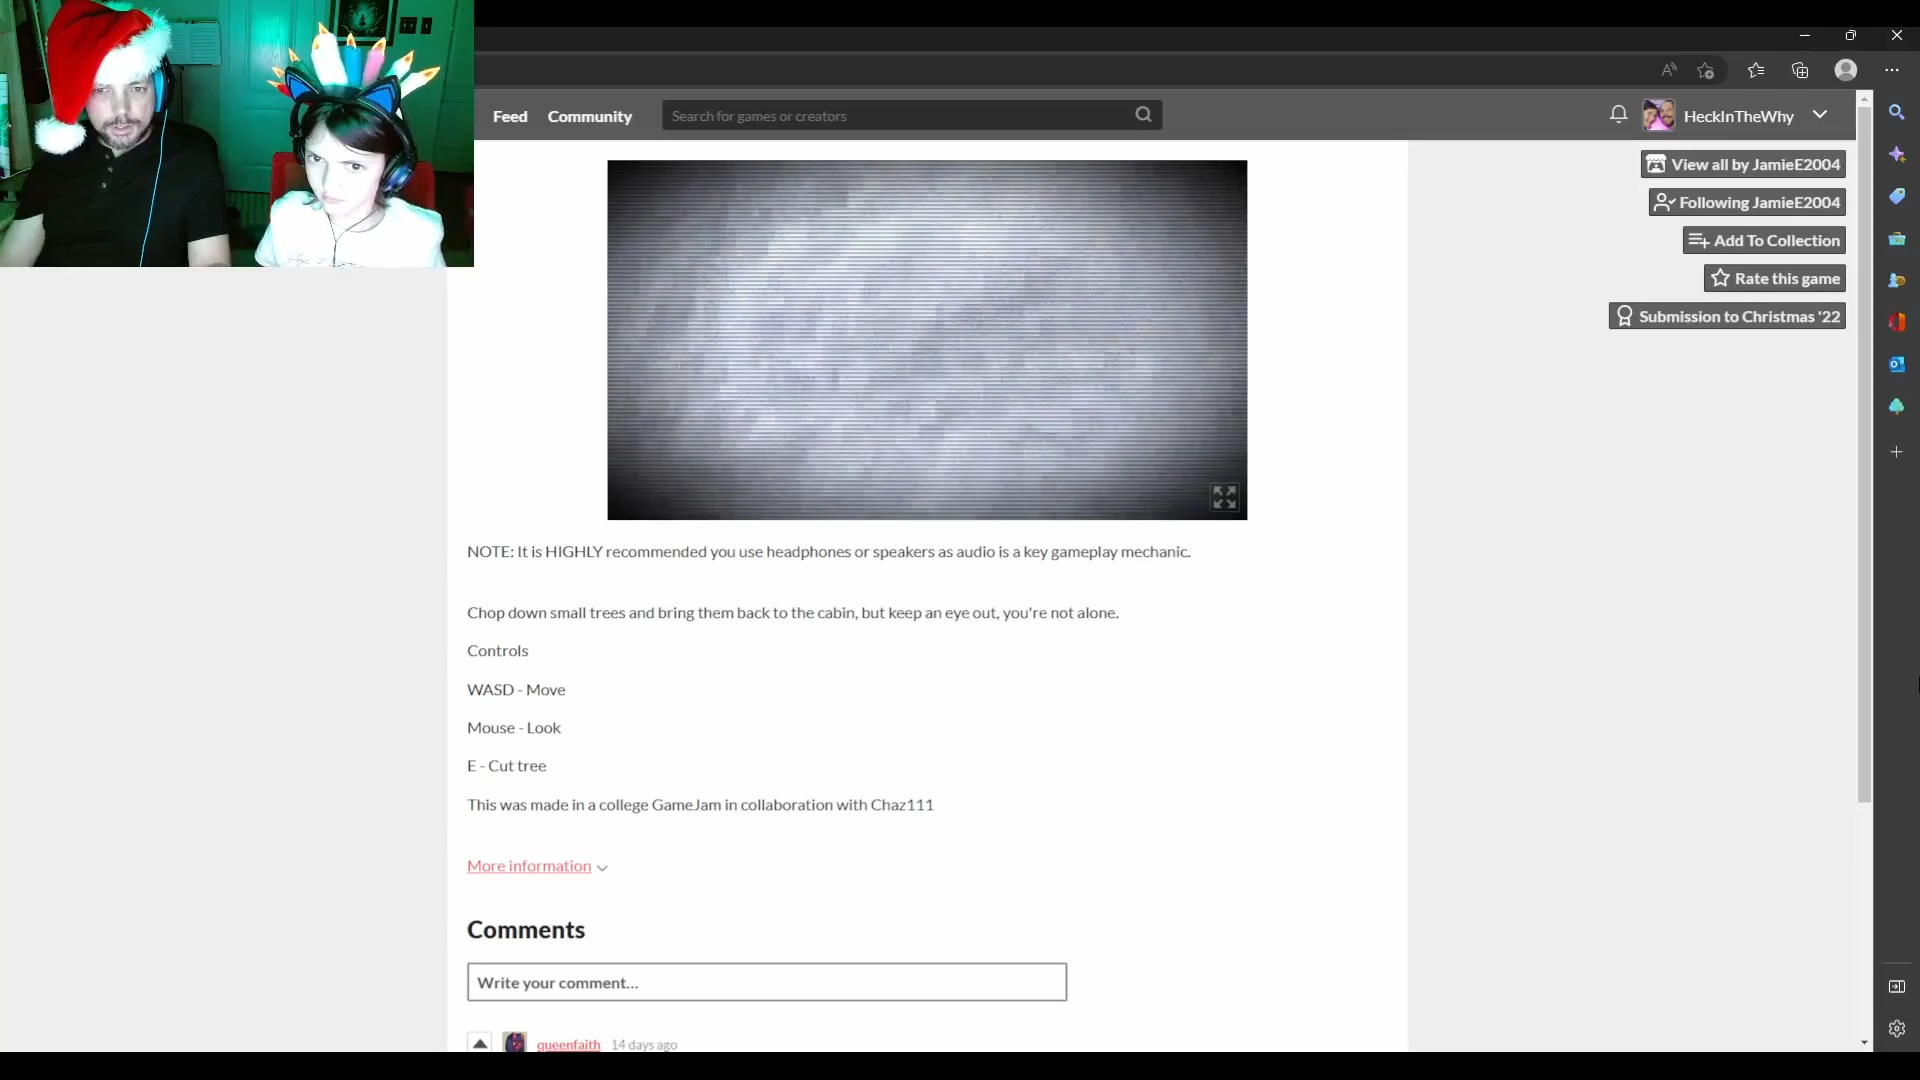 Feed
Community
Search for games or creators
HeckInTheWhy
View all by JamieE2004
Following JamieE2004
Add To Collection
Rate this game
Submission to Christmas '22
NOTE: It is HIGHLY recommended you use headphones or speakers as audio is a key gameplay mechanic.
Chop down small trees and bring them back to the cabin, but keep an eye out, you're not alone.
Controls
WASD - Move
Mouse - Look
E - Cut tree
This was made in a college GameJam in collaboration with Chaz111
More information
Comments
Write your comment...
queenfaith 14 days ago